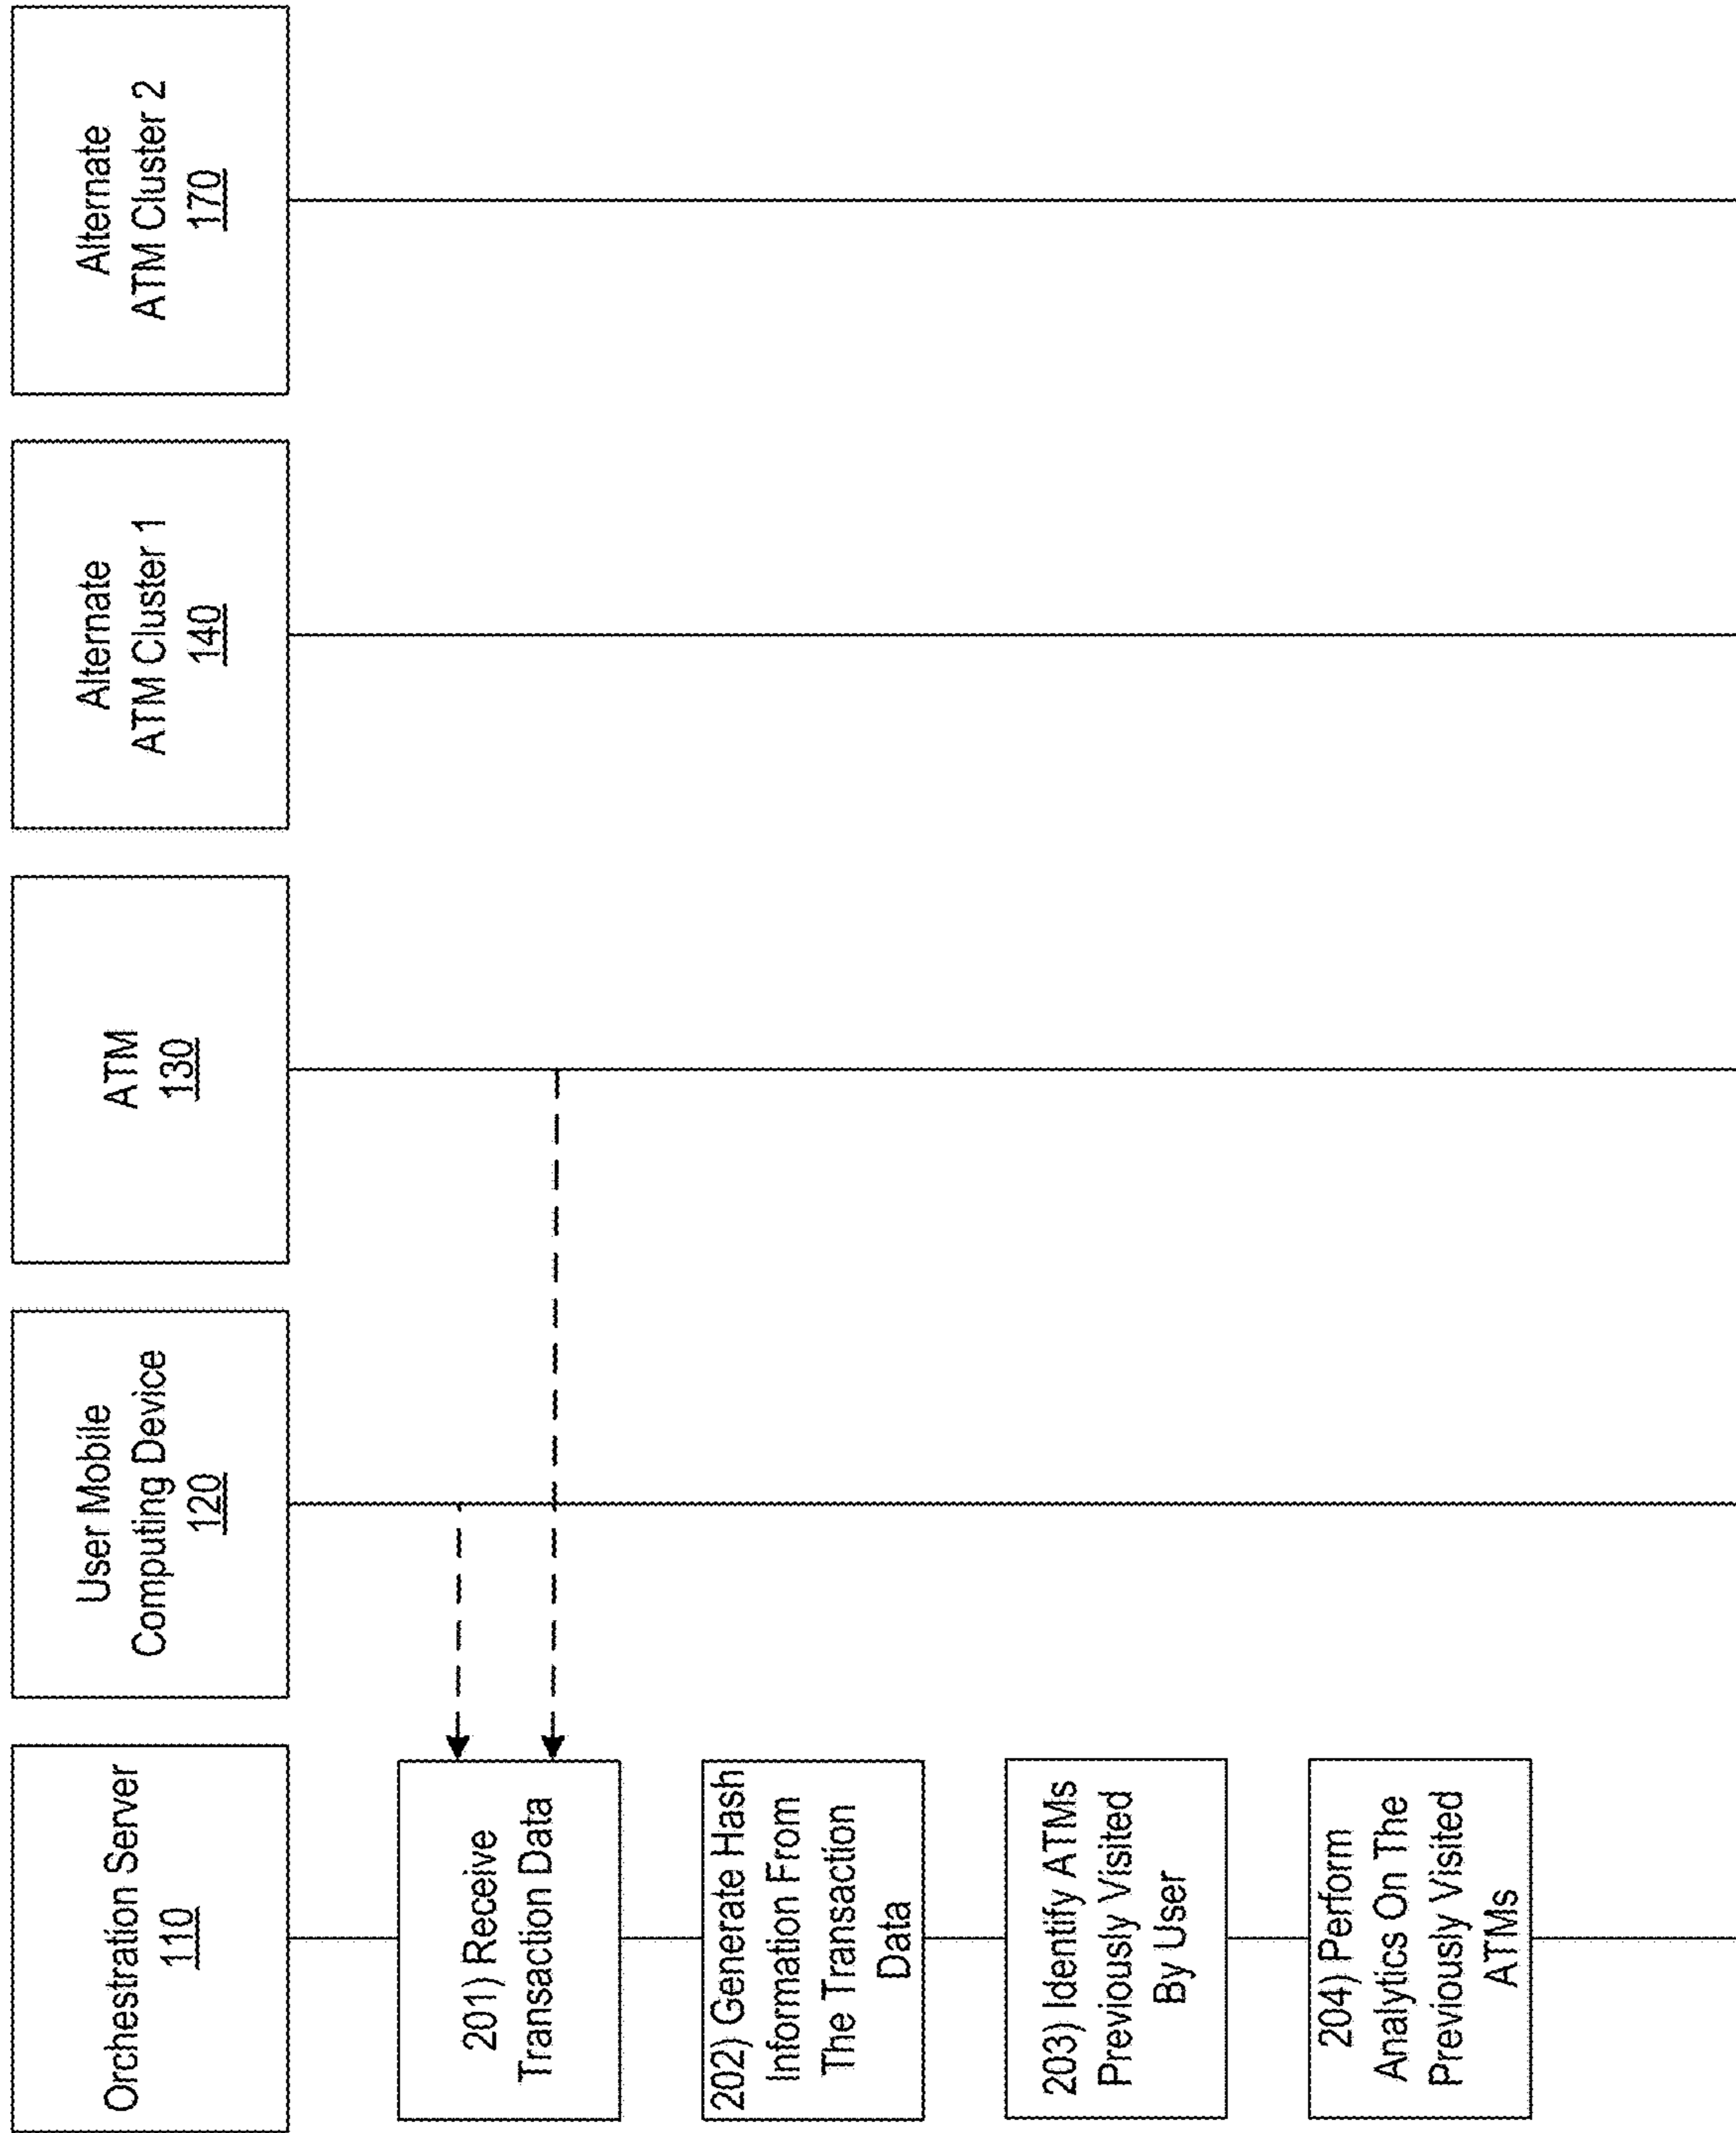 Orchestration Server
110
User Mobile
Computing Device
120
ATM
130
Alternate
ATM Cluster 1
140
Alternate
ATM Cluster 2
170
201) Receive
Transaction Data
202) Generate Hash
Information From
The Transaction
Data
203) Identify ATMs
Previously Visited
By User
204) Perform
Analytics On The
Previously Visited
ATMs